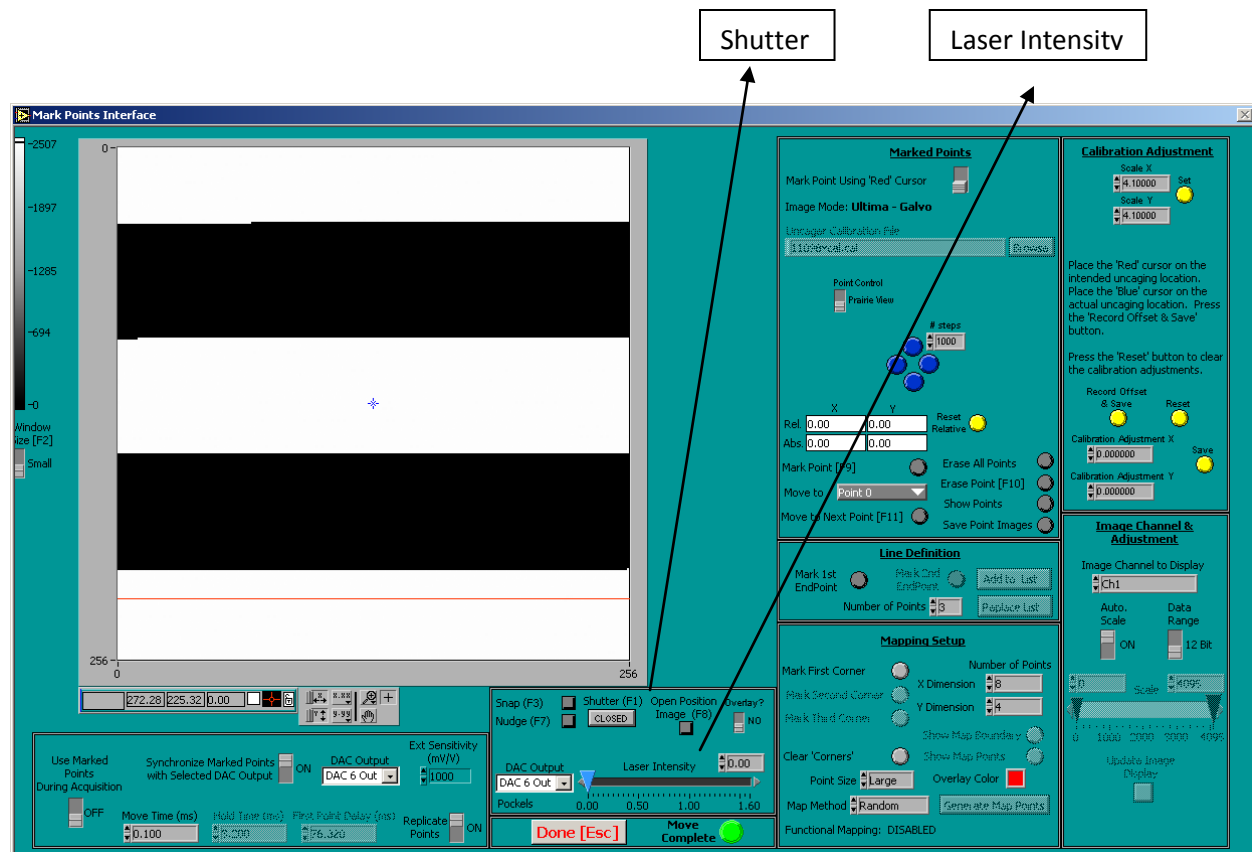 Shutter
Laser Intensity
Mark Points Interface
2507
1897
1285
694
0
Window
Size [F2]
Small
0
256
0
256
272.28 225.32 0.00
Use Marked
Points
During Acquisition
OFF
Synchronize Marked Points
with Selected DAC Output
ON
DAC Output
DAC 6 Out
Ext Sensitivity
(mV/V)
1000
Move Time (ms)
0.100
Hold Time (ms)
0.200
First Point Delay (ms)
76.320
Replicate
Points
ON
Snap (F3)
Nudge (F7)
Shutter (F1)
CLOSED
Open Position
Image (F8)
Overlay?
NO
DAC Output
DAC 6 Out
Pockels
Laser Intensity
0.00
0.00 0.50 1.00 1.60
Done [Esc]
Move
Complete
Marked Points
Mark Point Using 'Red' Cursor
Image Mode: Ultima - Galvo
Uncager Calibration File
Browse
Point Control
Prairie View
# steps
1000
X Y
Rel. 0.00 0.00
Reset
Relative
Abs. 0.00 0.00
Mark Point [F9]
Erase All Points
Move to Point 0
Erase Point [F10]
Show Points
Move to Next Point [F11]
Save Point Images
Line Definition
Mark 1st
EndPoint
Mark 2nd
EndPoint
Add to List
Number of Points 3
Replace List
Mapping Setup
Mark First Corner
Number of Points
Mark Second Corner
X Dimension 8
Mark Third Corner
Y Dimension 4
Show Map Boundary
Clear 'Corners'
Show Map Points
Point Size Large
Overlay Color
Map Method Random
Generate Map Points
Functional Mapping: DISABLED
Calibration Adjustment
Scale X
4.10000
Set
Scale Y
4.10000
Place the 'Red' cursor on the
intended uncaging location.
Place the 'Blue' cursor on the
actual uncaging location. Press
the 'Record Offset & Save'
button.
Press the 'Reset' button to clear
the calibration adjustments.
Record Offset
& Save
Reset
Calibration Adjustment X
0.000000
Save
Calibration Adjustment Y
0.000000
Image Channel &
Adjustment
Image Channel to Display
Ch1
Auto.
Scale
ON
Data
Range
12 Bit
0 Scale 4095
0 1000 2000 3000 4095
Update Image
Display